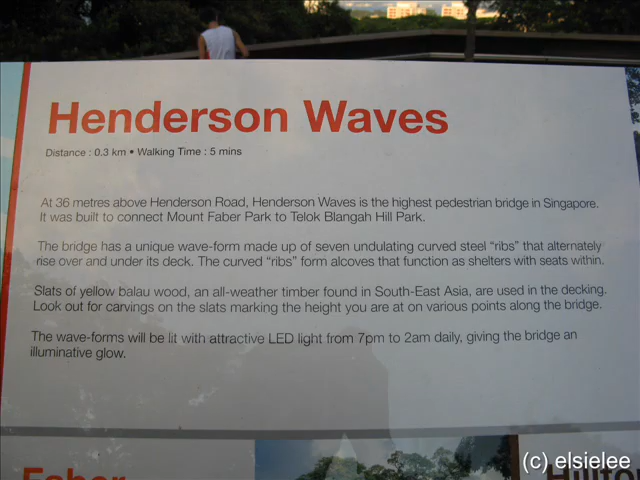 Henderson Waves
Distance : 0.3 km • Walking Time : 5 mins
At 36 metres above Henderson Road, Henderson Waves is the highest pedestrian bridge in Singapore.
It was built to connect Mount Faber Park to Telok Blangah Hill Park.
The bridge has a unique wave-form made up of seven undulating curved steel "ribs" that alternately
rise over and under its deck. The curved "ribs" form alcoves that function as shelters with seats within.
Slats of yellow balau wood, an all-weather timber found in South-East Asia, are used in the decking.
Look out for carvings on the slats marking the height you are at on various points along the bridge.
The wave-forms will be lit with attractive LED light from 7pm to 2am daily, giving the bridge an
illuminative glow.
Faber
(c) elsielee